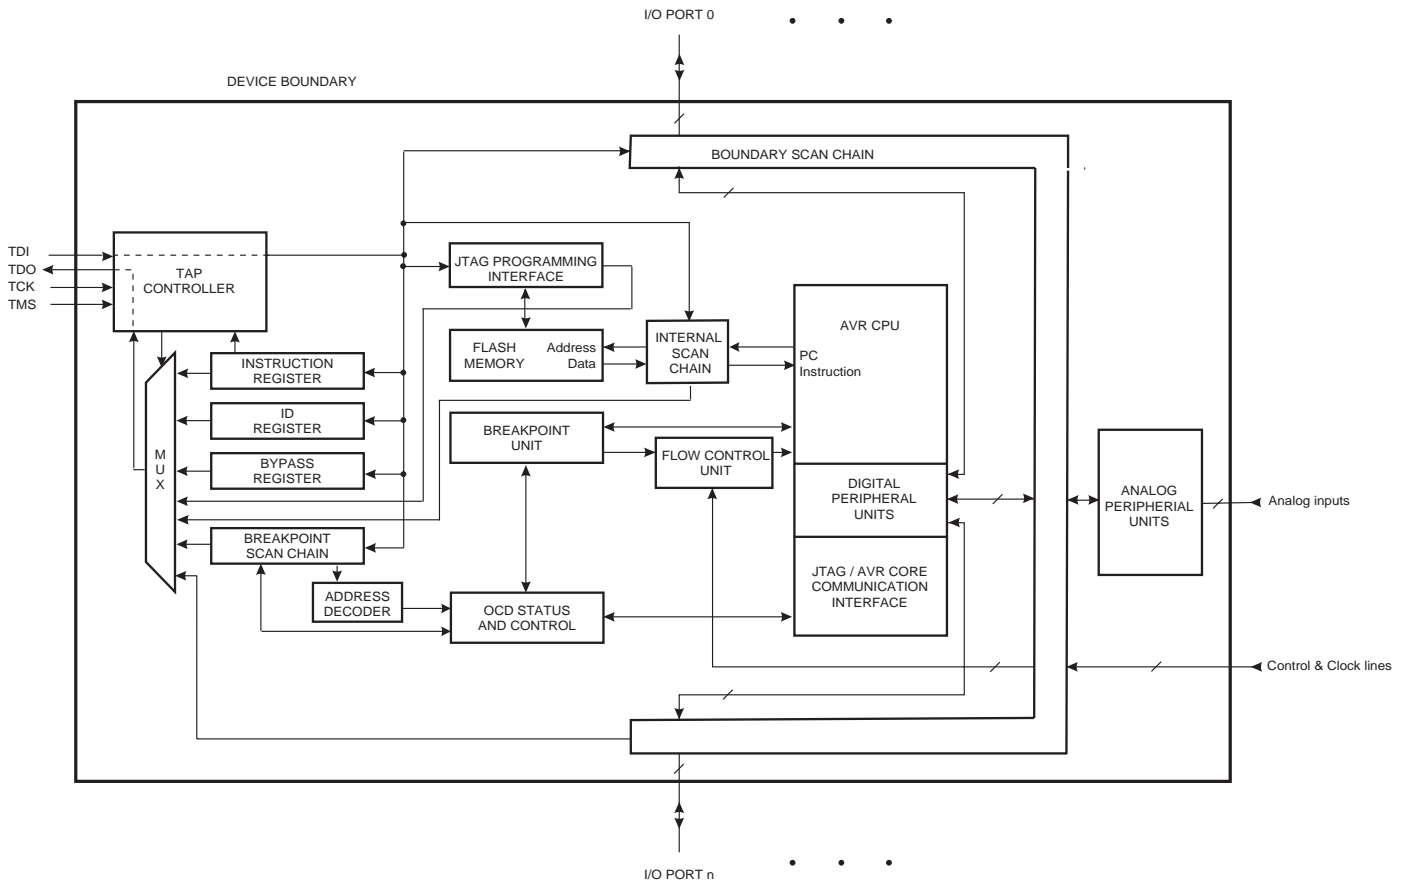 I/O PORT 0
DEVICE BOUNDARY
BOUNDARY SCAN CHAIN
TDI
TDO
TCK
TMS
TAP
CONTROLLER
JTAG PROGRAMMING
INTERFACE
AVR CPU
FLASH
MEMORY
Address
Data
INTERNAL
SCAN
CHAIN
PC
Instruction
INSTRUCTION
REGISTER
ID
REGISTER
BYPASS
REGISTER
M
U
X
BREAKPOINT
UNIT
FLOW CONTROL
UNIT
DIGITAL
PERIPHERAL
UNITS
ANALOG
PERIPHERIAL
UNITS
Analog inputs
BREAKPOINT
SCAN CHAIN
ADDRESS
DECODER
OCD STATUS
AND CONTROL
JTAG / AVR CORE
COMMUNICATION
INTERFACE
Control & Clock lines
I/O PORT n